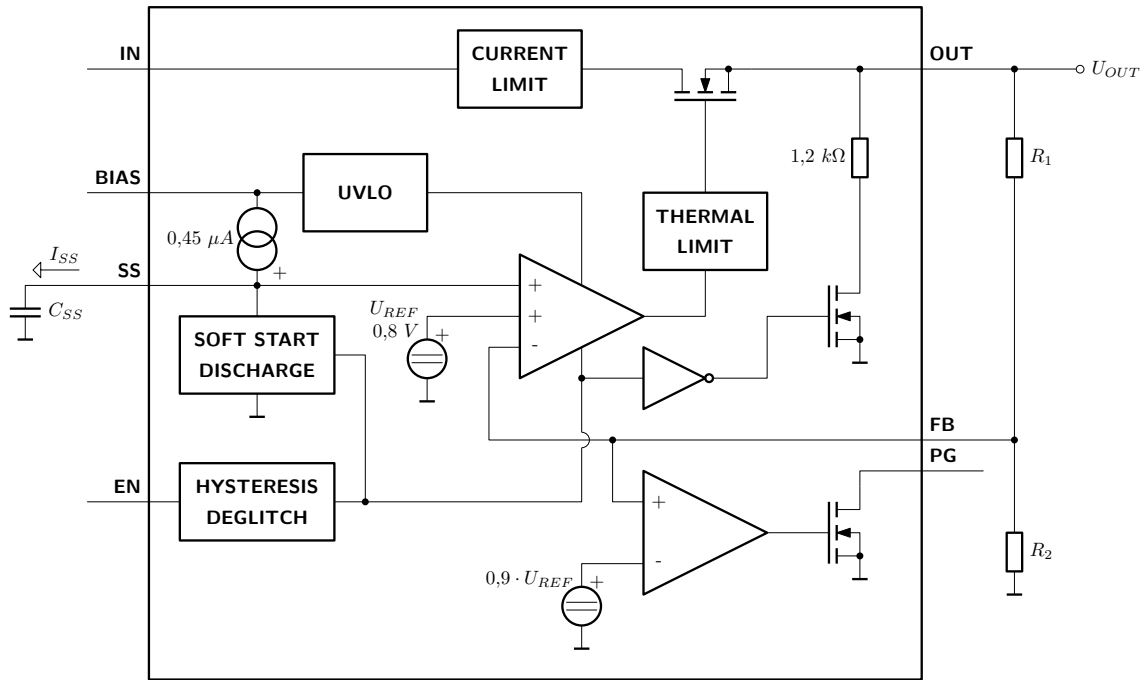 IN
CURRENT
LIMIT
OUT
U_OUT
1,2 kΩ
R_1
BIAS
UVLO
THERMAL
LIMIT
0,45 μA
I_SS
SS
+
C_SS
U_REF
0,8 V
+
+
+
-
SOFT START
DISCHARGE
FB
PG
EN
HYSTERESIS
DEGLITCH
+
-
0,9 · U_REF
+
R_2